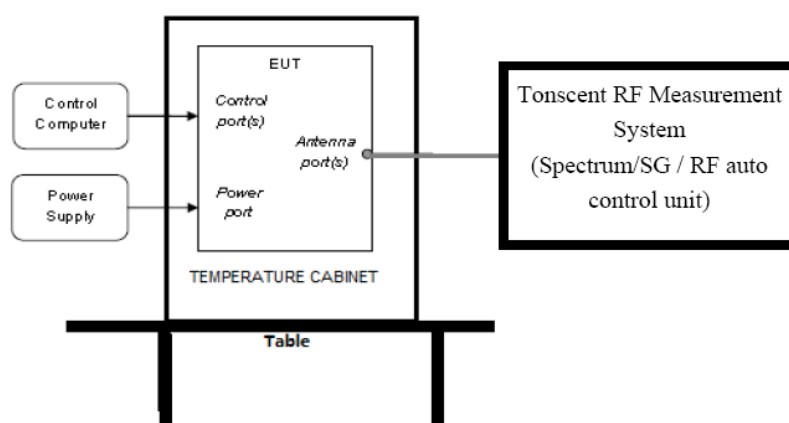 Control
Computer
Power
Supply
EUT
Control
port(s)
Antenna
port(s)
Power
port
TEMPERATURE CABINET
Table
Tonscent RF Measurement
System
(Spectrum/SG / RF auto
control unit)